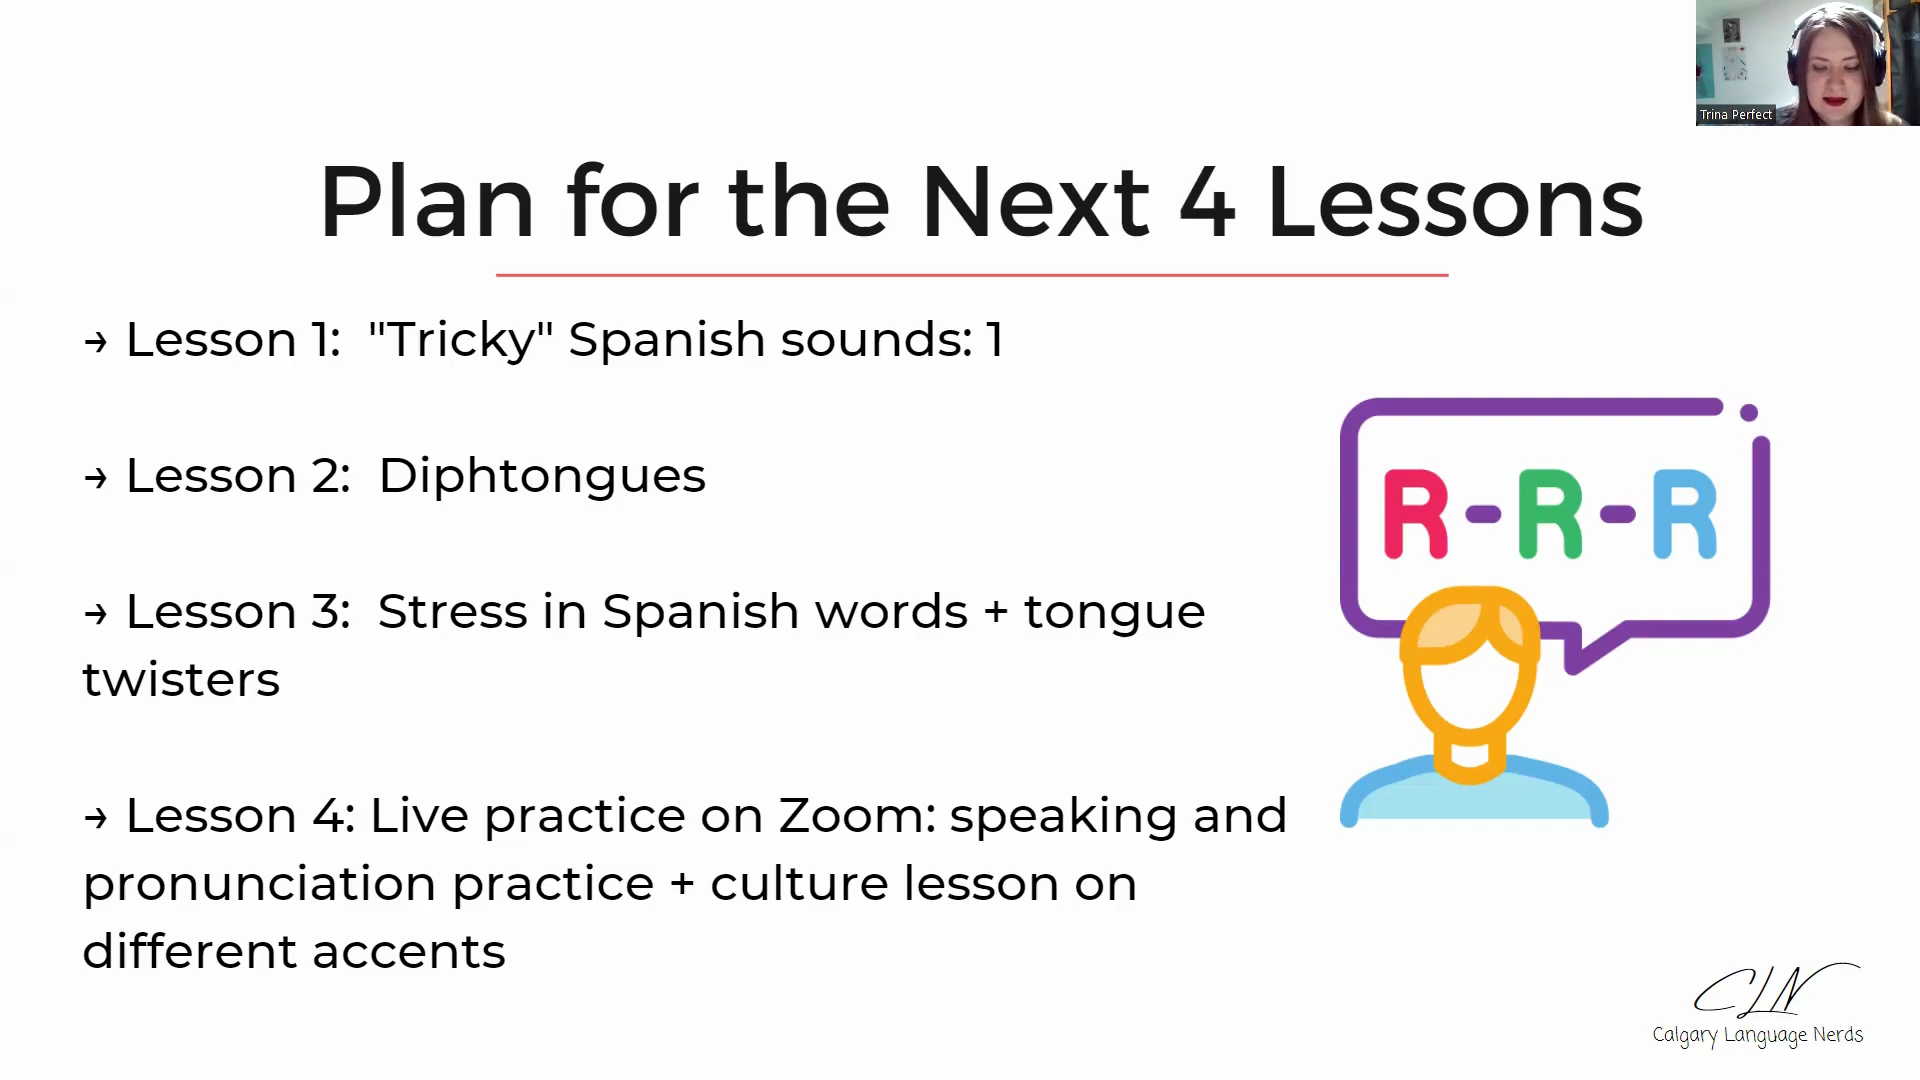 Trina Perfect
Plan for the Next 4 Lessons
→ Lesson 1:  "Tricky" Spanish sounds: 1
→ Lesson 2:  Diphtongues
→ Lesson 3:  Stress in Spanish words + tongue
twisters
→ Lesson 4: Live practice on Zoom: speaking and
pronunciation practice + culture lesson on
different accents
R-R-R
CLN
Calgary Language Nerds